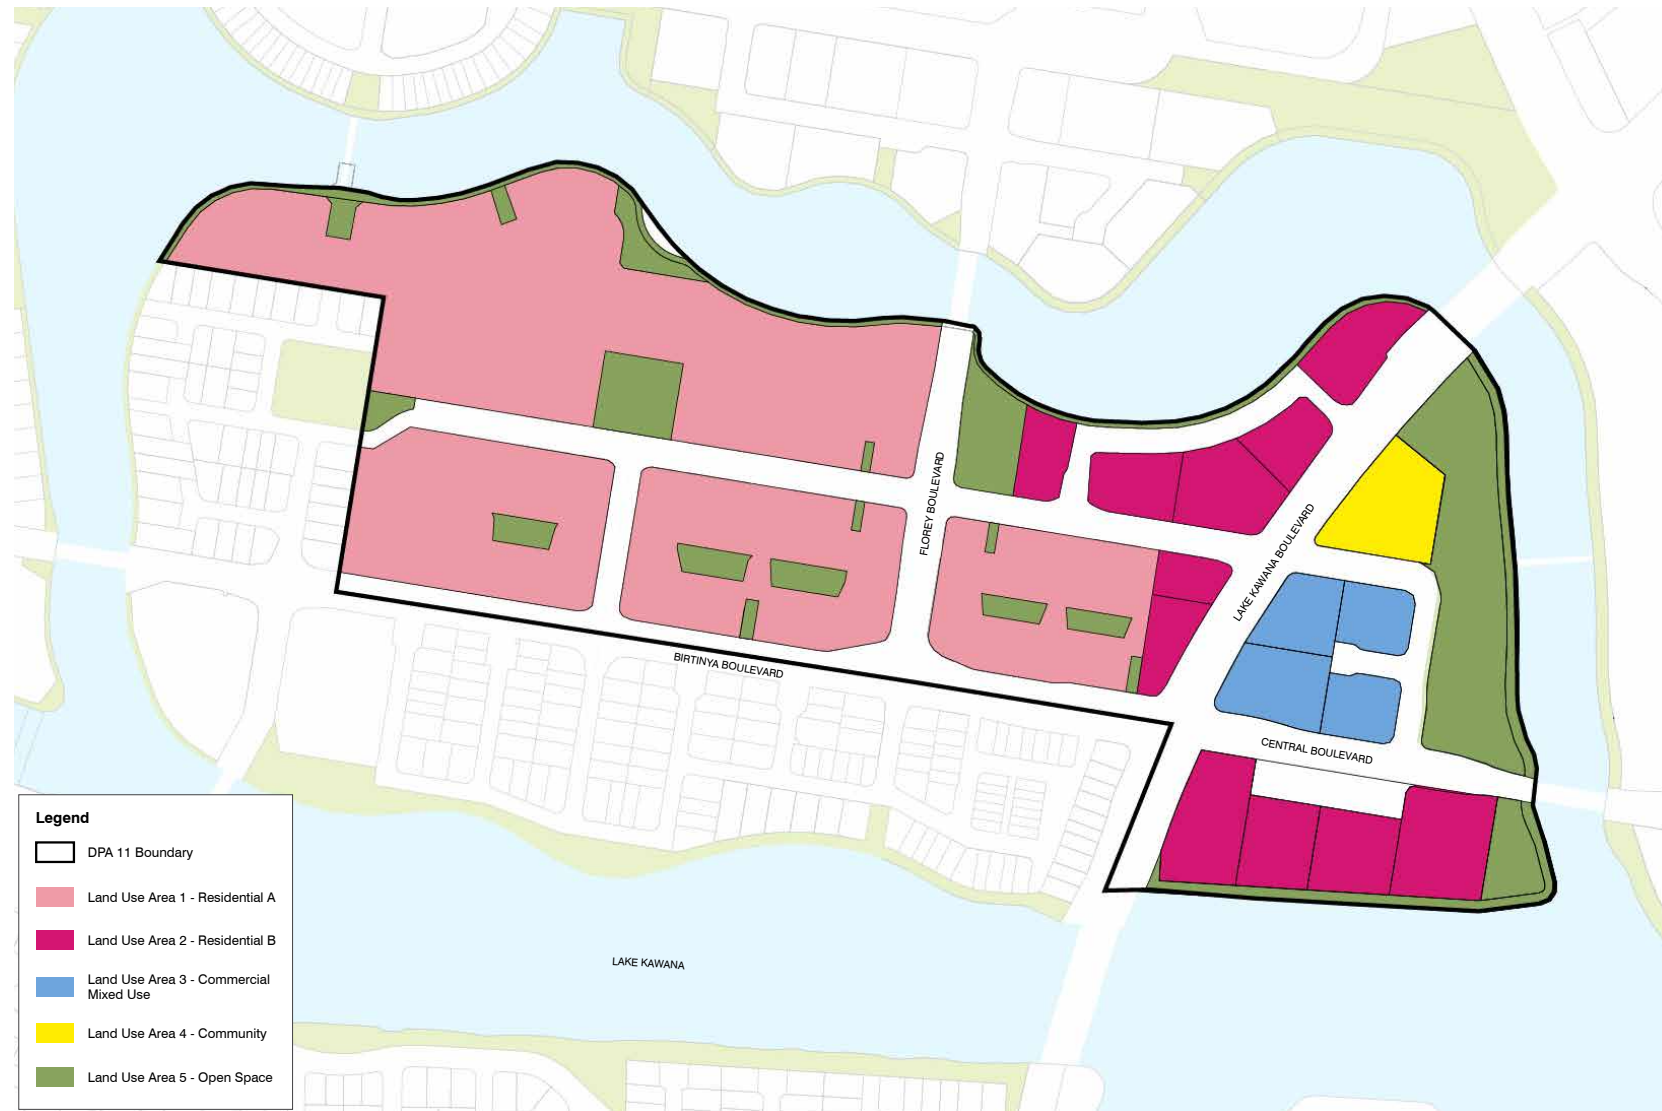 FLOREY BOULEVARD
LAKE KAWANA BOULEVARD
BIRTINYA BOULEVARD
CENTRAL BOULEVARD
LAKE KAWANA
Legend
DPA 11 Boundary
Land Use Area 1 - Residential A
Land Use Area 2 - Residential B
Land Use Area 3 - Commercial
Mixed Use
Land Use Area 4 - Community
Land Use Area 5 - Open Space